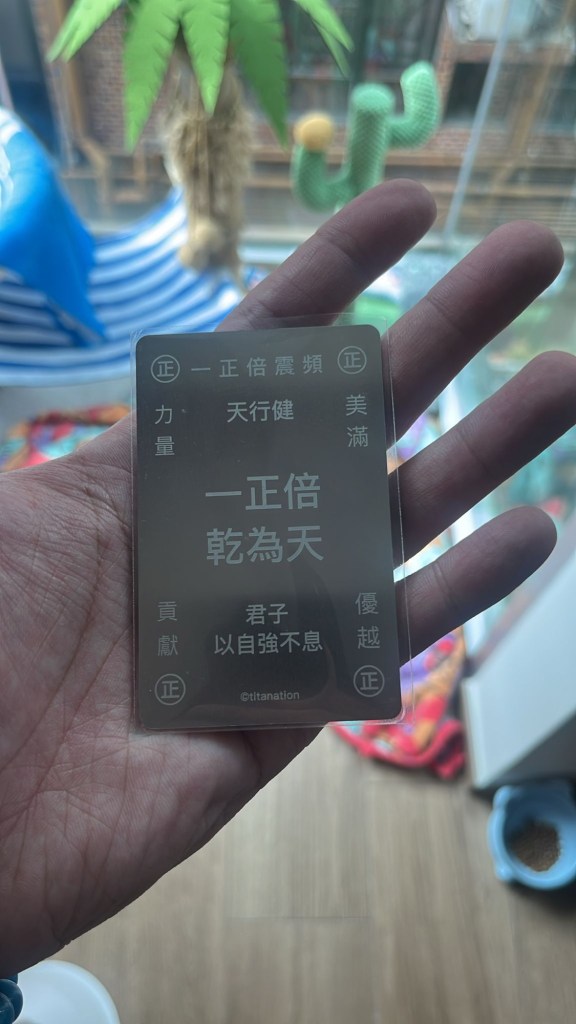 正 一正倍震頻 正
力量
天行健
美滿
一正倍
乾為天
貢獻
君子
以自強不息
優越
正
正
©titanation